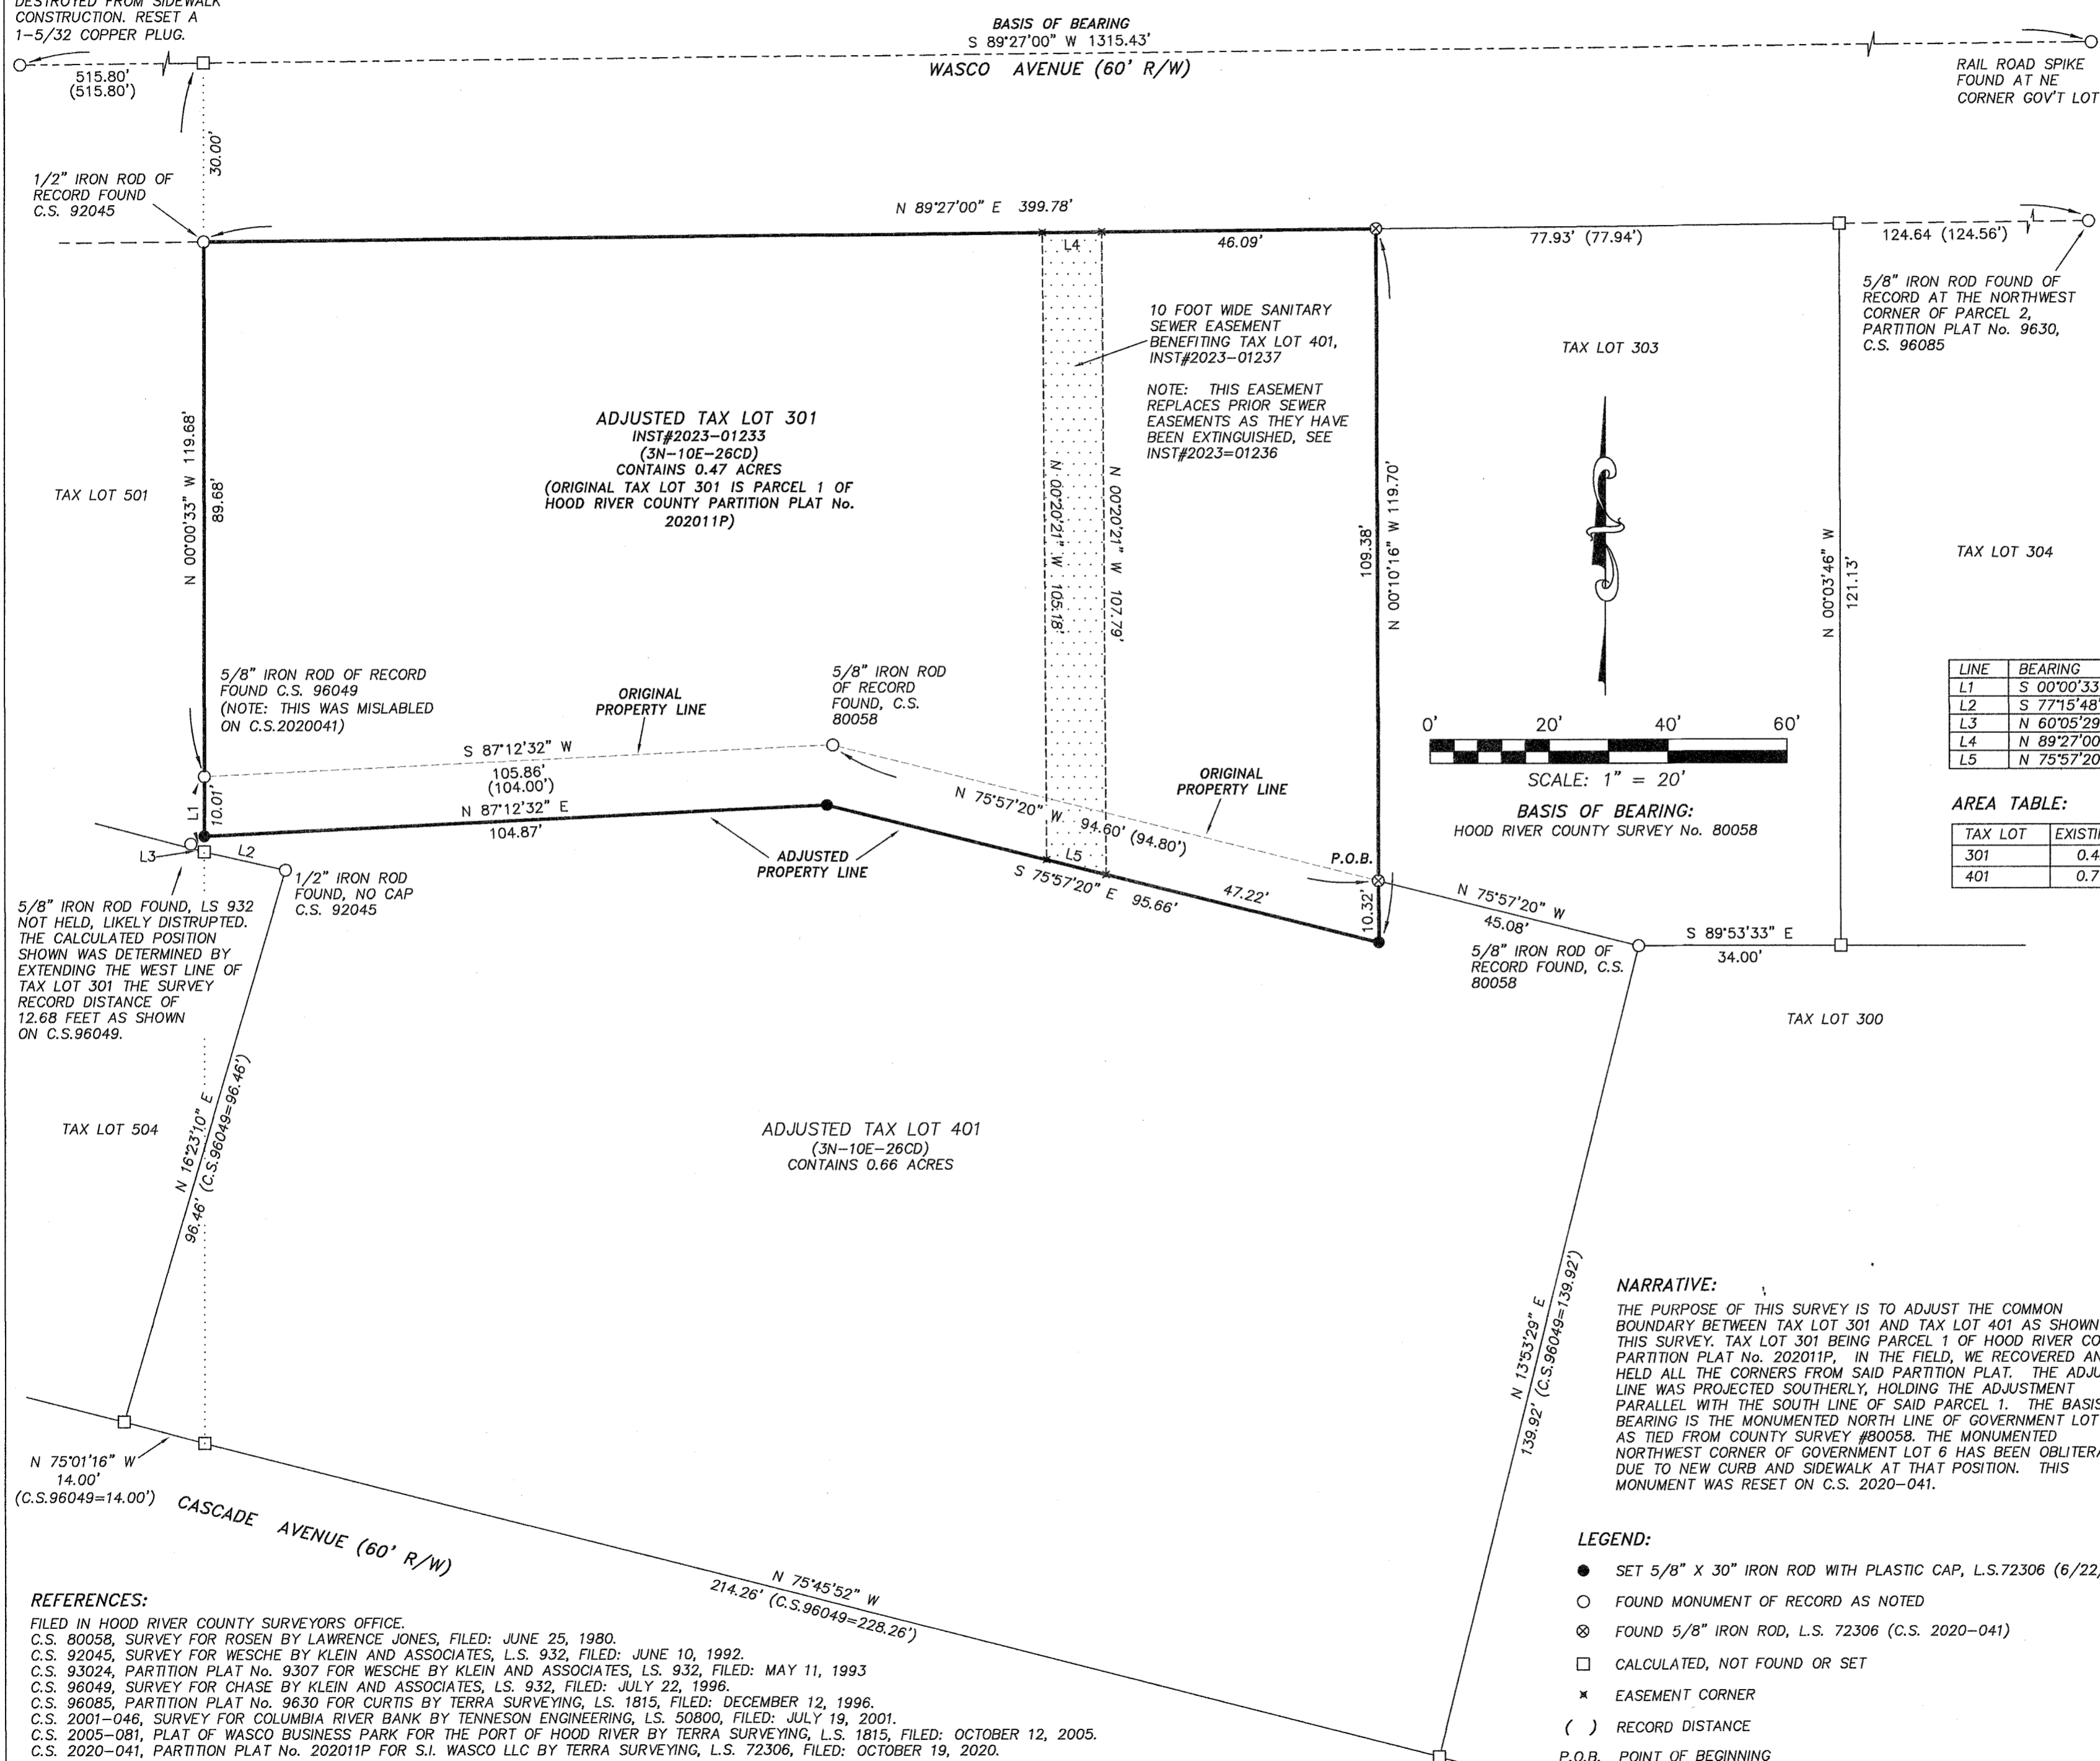 DESTROYED FROM SIDEWALK
CONSTRUCTION. RESET A
1-5/32 COPPER PLUG.
BASIS OF BEARING
S 89°27'00" W 1315.43'
WASCO AVENUE (60' R/W)
515.80'
(515.80')
30.00'
RAIL ROAD SPIKE
FOUND AT NE
CORNER GOV'T LOT
1/2" IRON ROD OF
RECORD FOUND
C.S. 92045
N 89°27'00" E 399.78'
L4
46.09'
77.93' (77.94')
124.64 (124.56')
5/8" IRON ROD FOUND OF
RECORD AT THE NORTHWEST
CORNER OF PARCEL 2,
PARTITION PLAT No. 9630,
C.S. 96085
10 FOOT WIDE SANITARY
SEWER EASEMENT
BENEFITING TAX LOT 401,
INST#2023-01237
NOTE: THIS EASEMENT
REPLACES PRIOR SEWER
EASEMENTS AS THEY HAVE
BEEN EXTINGUISHED, SEE
INST#2023=01236
TAX LOT 303
ADJUSTED TAX LOT 301
INST#2023-01233
(3N-10E-26CD)
CONTAINS 0.47 ACRES
(ORIGINAL TAX LOT 301 IS PARCEL 1 OF
HOOD RIVER COUNTY PARTITION PLAT No.
202011P)
TAX LOT 501
N 00°00'33" W 119.68'
89.68'
N 00°20'21" W 105.18'
N 00°20'21" W 107.79'
109.38'
N 00°10'16" W 119.70'
N 00°03'46" W
121.13'
TAX LOT 304
5/8" IRON ROD OF RECORD
FOUND C.S. 96049
(NOTE: THIS WAS MISLABLED
ON C.S.2020041)
ORIGINAL
PROPERTY LINE
5/8" IRON ROD
OF RECORD
FOUND, C.S.
80058
LINE BEARING
L1 S 00°00'33
L2 S 77°15'48"
L3 N 60°05'29
L4 N 89°27'00
L5 N 75°57'20
0' 20' 40' 60'
SCALE: 1" = 20'
BASIS OF BEARING:
HOOD RIVER COUNTY SURVEY No. 80058
AREA TABLE:
TAX LOT EXISTI
301 0.4
401 0.7
S 87°12'32" W
105.86'
(104.00')
L1
10.01'
N 87°12'32" E
104.87'
N 75°57'20" W 94.60' (94.80')
ORIGINAL
PROPERTY LINE
ADJUSTED
PROPERTY LINE
L5
S 75°57'20" E 95.66'
47.22'
P.O.B.
10.32'
N 75°57'20" W
45.08'
S 89°53'33" E
34.00'
5/8" IRON ROD OF
RECORD FOUND, C.S.
80058
TAX LOT 300
L3
L2
1/2" IRON ROD
FOUND, NO CAP
C.S. 92045
5/8" IRON ROD FOUND, LS 932
NOT HELD, LIKELY DISTRUPTED.
THE CALCULATED POSITION
SHOWN WAS DETERMINED BY
EXTENDING THE WEST LINE OF
TAX LOT 301 THE SURVEY
RECORD DISTANCE OF
12.68 FEET AS SHOWN
ON C.S.96049.
N 16°23'10" E
96.46' (C.S.96049=96.46')
TAX LOT 504
ADJUSTED TAX LOT 401
(3N-10E-26CD)
CONTAINS 0.66 ACRES
N 13°53'29" E
139.92' (C.S.96049=139.92')
N 75°01'16" W
14.00'
(C.S.96049=14.00')
CASCADE AVENUE (60' R/W)
N 75°45'52" W
214.26' (C.S.96049=228.26')
NARRATIVE:
THE PURPOSE OF THIS SURVEY IS TO ADJUST THE COMMON
BOUNDARY BETWEEN TAX LOT 301 AND TAX LOT 401 AS SHOWN
THIS SURVEY. TAX LOT 301 BEING PARCEL 1 OF HOOD RIVER CO
PARTITION PLAT No. 202011P, IN THE FIELD, WE RECOVERED AN
HELD ALL THE CORNERS FROM SAID PARTITION PLAT. THE ADJU
LINE WAS PROJECTED SOUTHERLY, HOLDING THE ADJUSTMENT
PARALLEL WITH THE SOUTH LINE OF SAID PARCEL 1. THE BASIS
BEARING IS THE MONUMENTED NORTH LINE OF GOVERNMENT LOT
AS TIED FROM COUNTY SURVEY #80058. THE MONUMENTED
NORTHWEST CORNER OF GOVERNMENT LOT 6 HAS BEEN OBLITERA
DUE TO NEW CURB AND SIDEWALK AT THAT POSITION. THIS
MONUMENT WAS RESET ON C.S. 2020-041.
LEGEND:
SET 5/8" X 30" IRON ROD WITH PLASTIC CAP, L.S.72306 (6/22/
FOUND MONUMENT OF RECORD AS NOTED
FOUND 5/8" IRON ROD, L.S. 72306 (C.S. 2020-041)
CALCULATED, NOT FOUND OR SET
EASEMENT CORNER
( ) RECORD DISTANCE
P.O.B. POINT OF BEGINNING
REFERENCES:
FILED IN HOOD RIVER COUNTY SURVEYORS OFFICE.
C.S. 80058, SURVEY FOR ROSEN BY LAWRENCE JONES, FILED: JUNE 25, 1980.
C.S. 92045, SURVEY FOR WESCHE BY KLEIN AND ASSOCIATES, L.S. 932, FILED: JUNE 10, 1992.
C.S. 93024, PARTITION PLAT No. 9307 FOR WESCHE BY KLEIN AND ASSOCIATES, LS. 932, FILED: MAY 11, 1993
C.S. 96049, SURVEY FOR CHASE BY KLEIN AND ASSOCIATES, LS. 932, FILED: JULY 22, 1996.
C.S. 96085, PARTITION PLAT No. 9630 FOR CURTIS BY TERRA SURVEYING, LS. 1815, FILED: DECEMBER 12, 1996.
C.S. 2001-046, SURVEY FOR COLUMBIA RIVER BANK BY TENNESON ENGINEERING, LS. 50800, FILED: JULY 19, 2001.
C.S. 2005-081, PLAT OF WASCO BUSINESS PARK FOR THE PORT OF HOOD RIVER BY TERRA SURVEYING, L.S. 1815, FILED: OCTOBER 12, 2005.
C.S. 2020-041, PARTITION PLAT No. 202011P FOR S.I. WASCO LLC BY TERRA SURVEYING, L.S. 72306, FILED: OCTOBER 19, 2020.